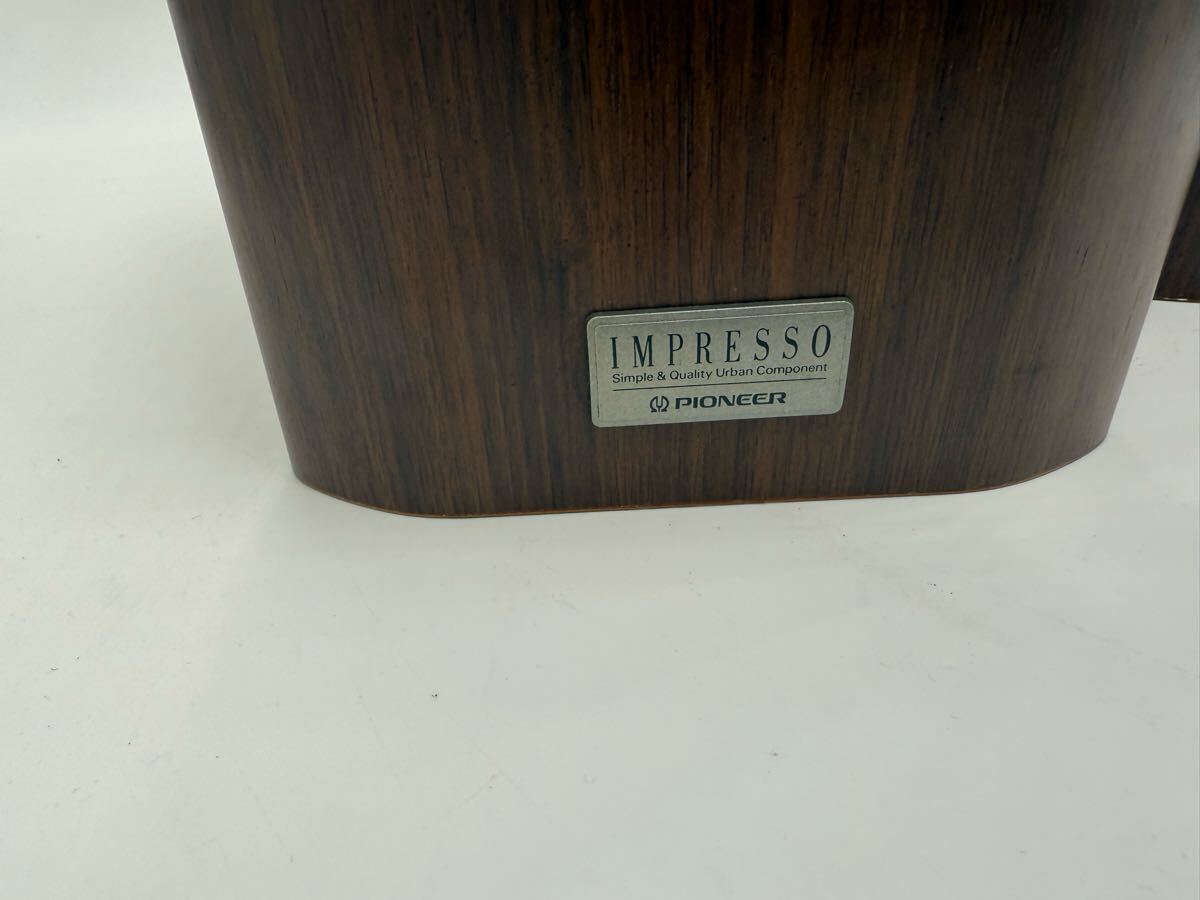 IMPRESSO
Simple & Quality Urban Component
PIONEER